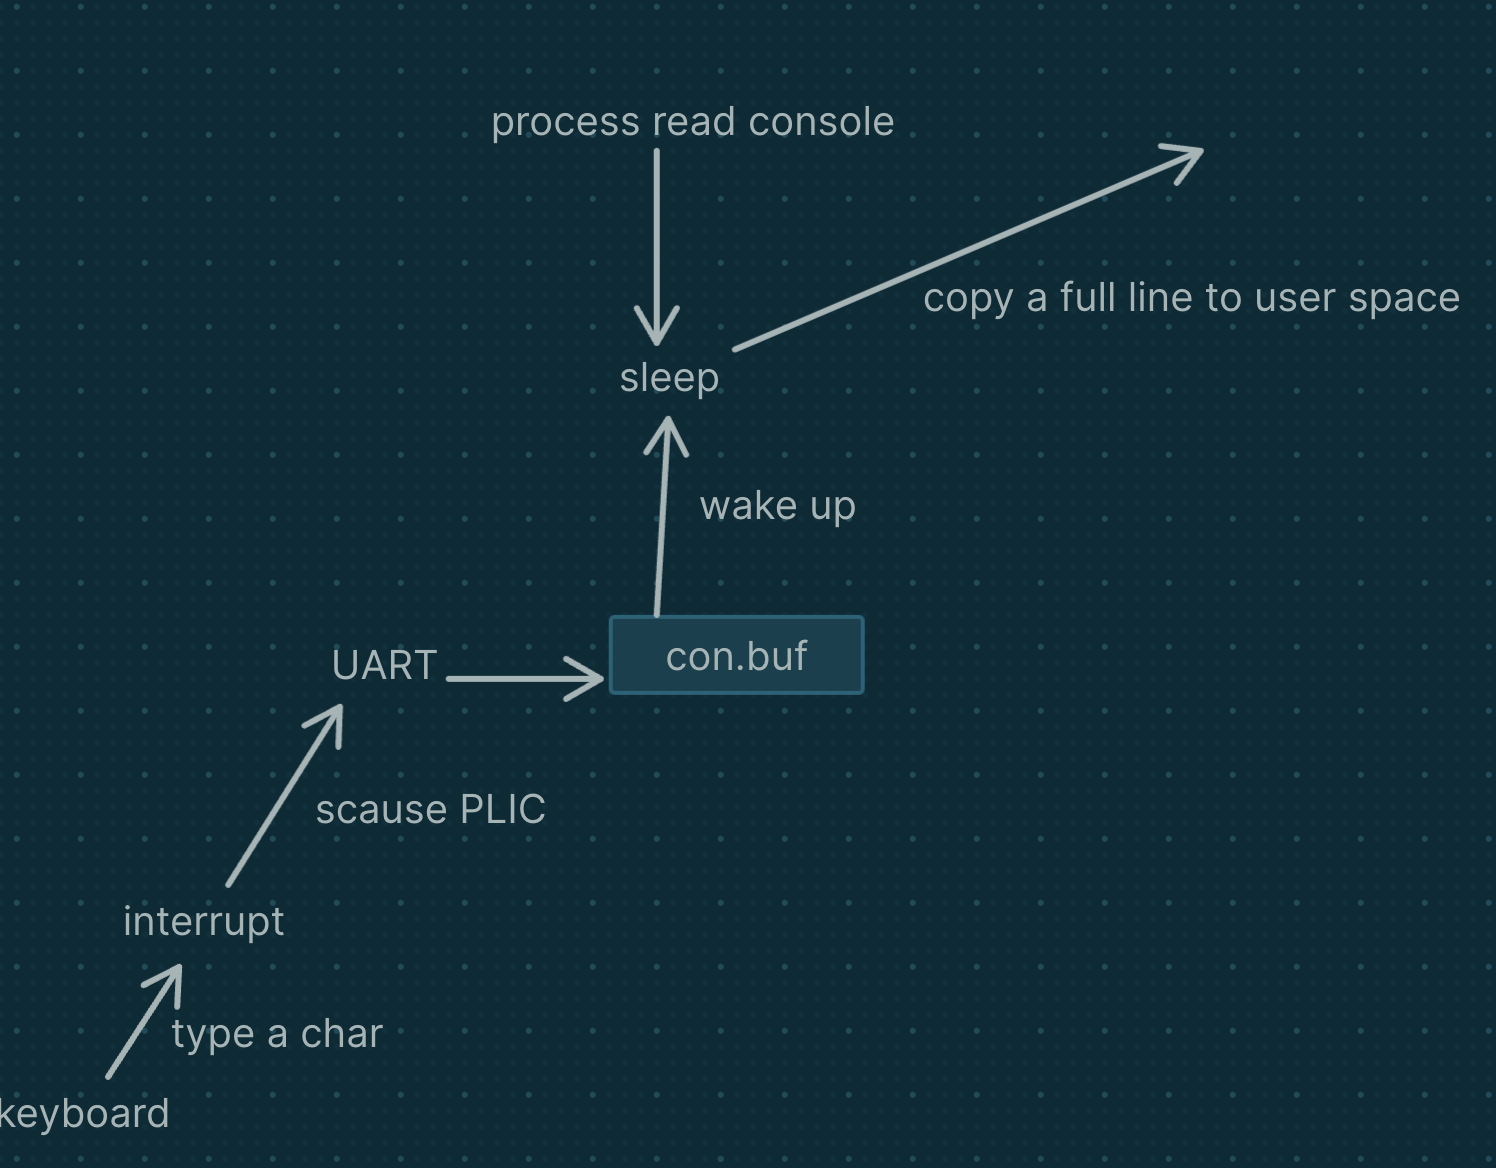 process read console
copy a full line to user space
sleep
wake up
UART
con.buf
scause PLIC
interrupt
type a char
keyboard